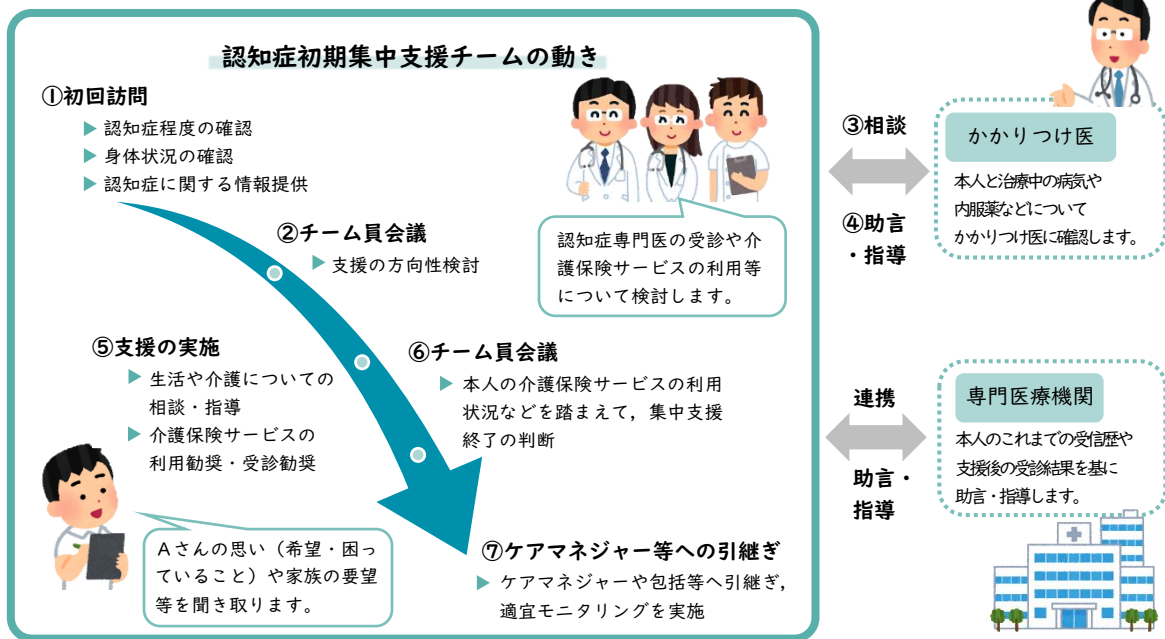 認知症初期集中支援チームの動き
①初回訪問
▶ 認知症程度の確認
▶ 身体状況の確認
▶ 認知症に関する情報提供
②チーム員会議
▶ 支援の方向性検討
認知症専門医の受診や介
護保険サービスの利用等
について検討します。
③相談
④助言
・指導
かかりつけ医
本人と治療中の病気や
内服薬などについて
かかりつけ医に確認します。
⑤支援の実施
▶ 生活や介護についての
相談・指導
▶ 介護保険サービスの
利用勧奨・受診勧奨
Aさんの思い（希望・困っ
ていること）や家族の要望
等を聞き取ります。
⑥チーム員会議
▶ 本人の介護保険サービスの利用
状況などを踏まえて，集中支援
終了の判断
連携
助言・
指導
専門医療機関
本人のこれまでの受信歴や
支援後の受診結果を基に
助言・指導します。
⑦ケアマネジャー等への引継ぎ
▶ ケアマネジャーや包括等へ引継ぎ，
適宜モニタリングを実施